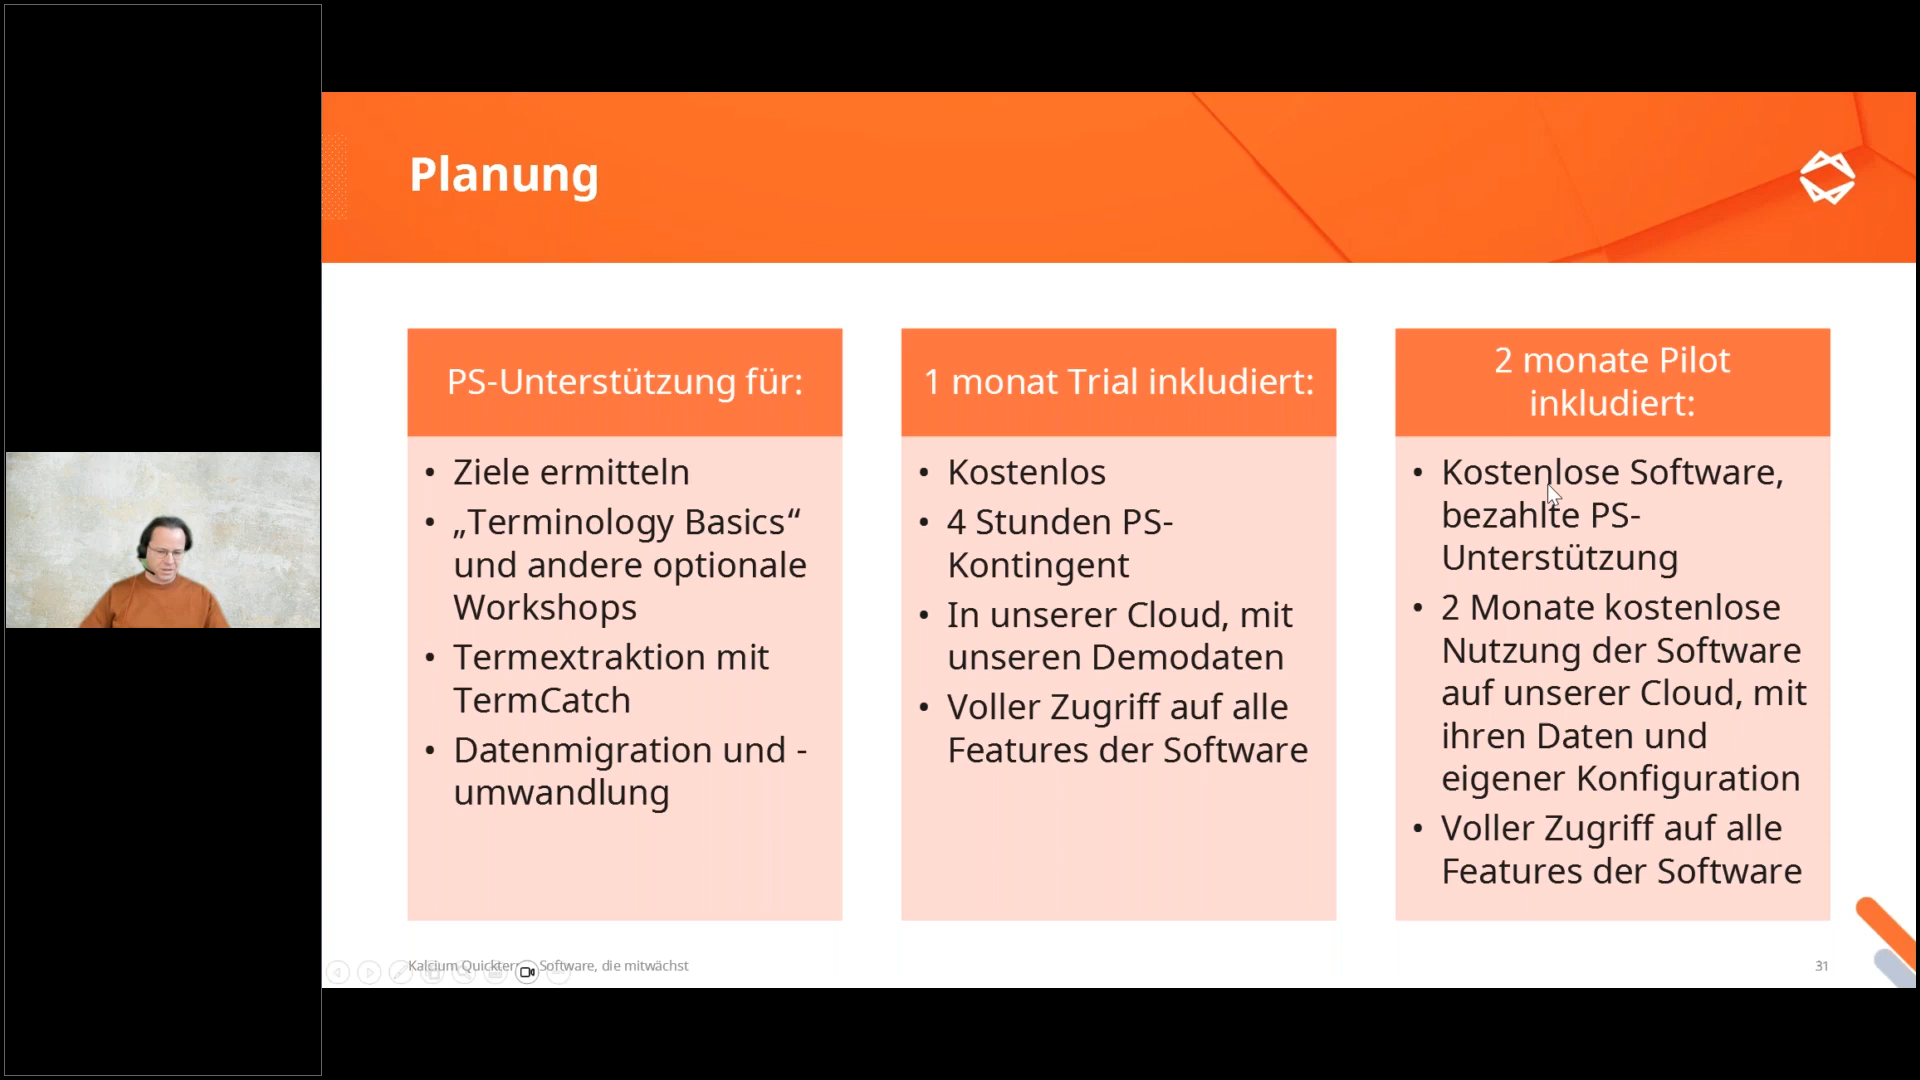 Planung
PS-Unterstützung für:
• Ziele ermitteln
• „Terminology Basics“
und andere optionale
Workshops
• Termextraktion mit
TermCatch
• Datenmigration und -
umwandlung
1 monat Trial inkludiert:
• Kostenlos
• 4 Stunden PS-
Kontingent
• In unserer Cloud, mit
unseren Demodaten
• Voller Zugriff auf alle
Features der Software
2 monate Pilot
inkludiert:
• Kostenlose Software,
bezahlte PS-
Unterstützung
• 2 Monate kostenlose
Nutzung der Software
auf unserer Cloud, mit
ihren Daten und
eigener Konfiguration
• Voller Zugriff auf alle
Features der Software
Kalcium Software, die mitwächst
31